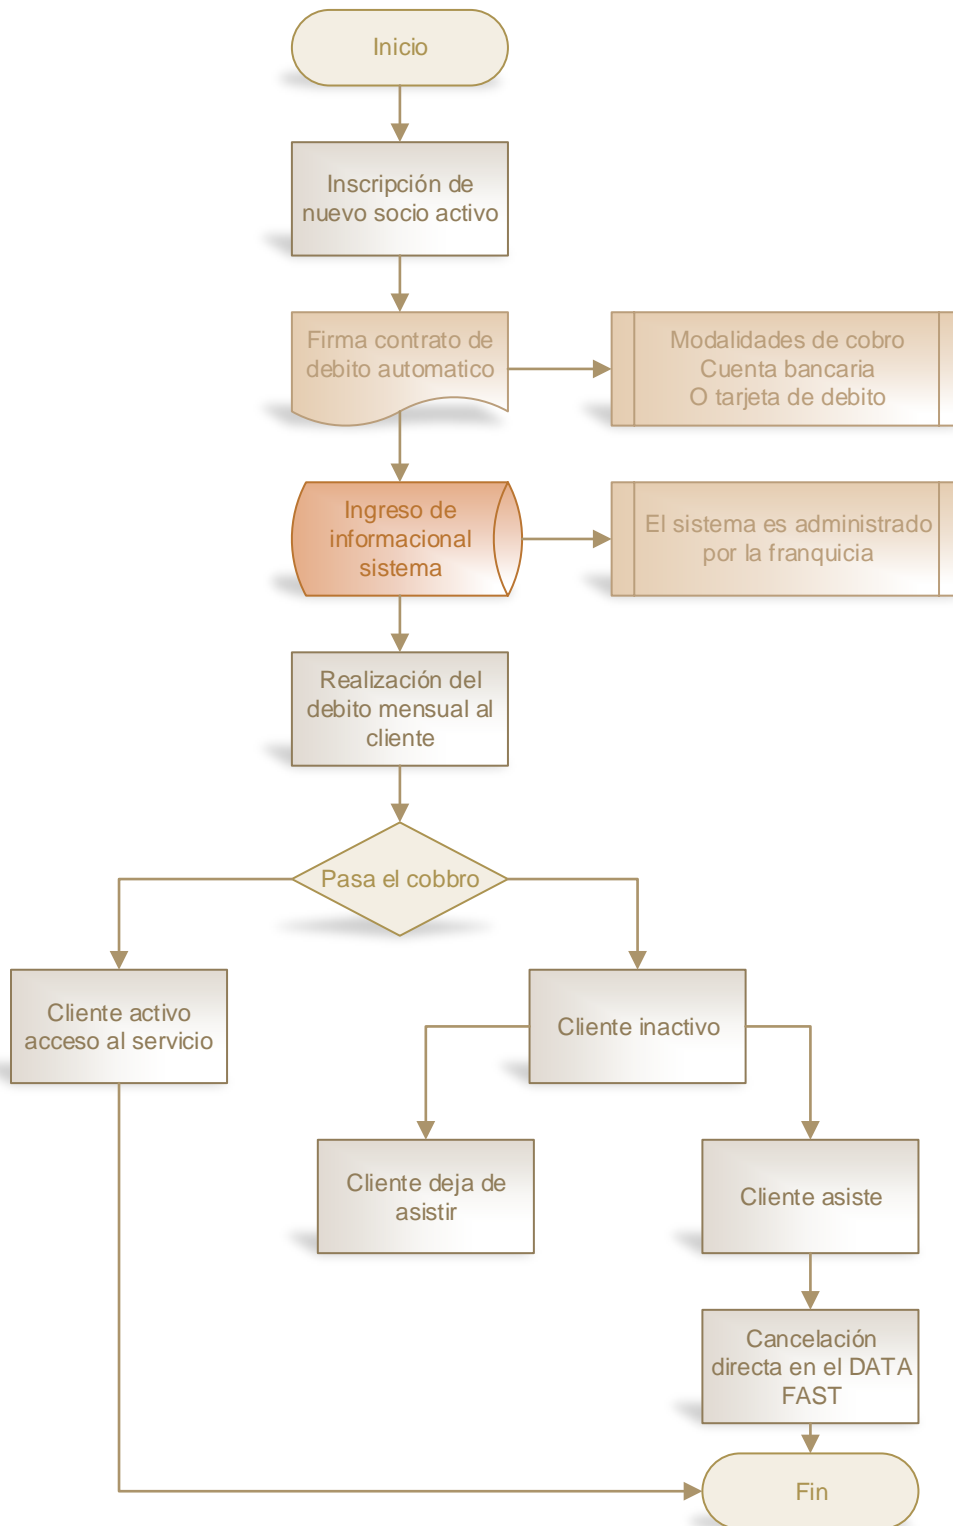 Inicio
Inscripción de
nuevo socio activo
Firma contrato de
debito automatico
Modalidades de cobro
Cuenta bancaria
O tarjeta de debito
Ingreso de
informacional
sistema
El sistema es administrado
por la franquicia
Realización del
debito mensual al
cliente
Pasa el cobbro
Cliente activo
acceso al servicio
Cliente inactivo
Cliente deja de
asistir
Cliente asiste
Cancelación
directa en el DATA
FAST
Fin